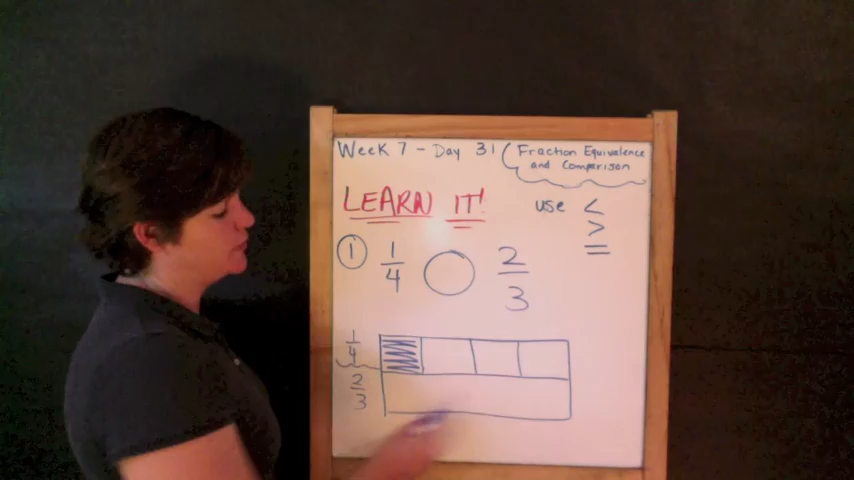 Week 7 - Day 31
Fraction Equivalence
and Comparison
LEARN IT!
use <
>
=
1 1/4 2/3
1/4
2/3